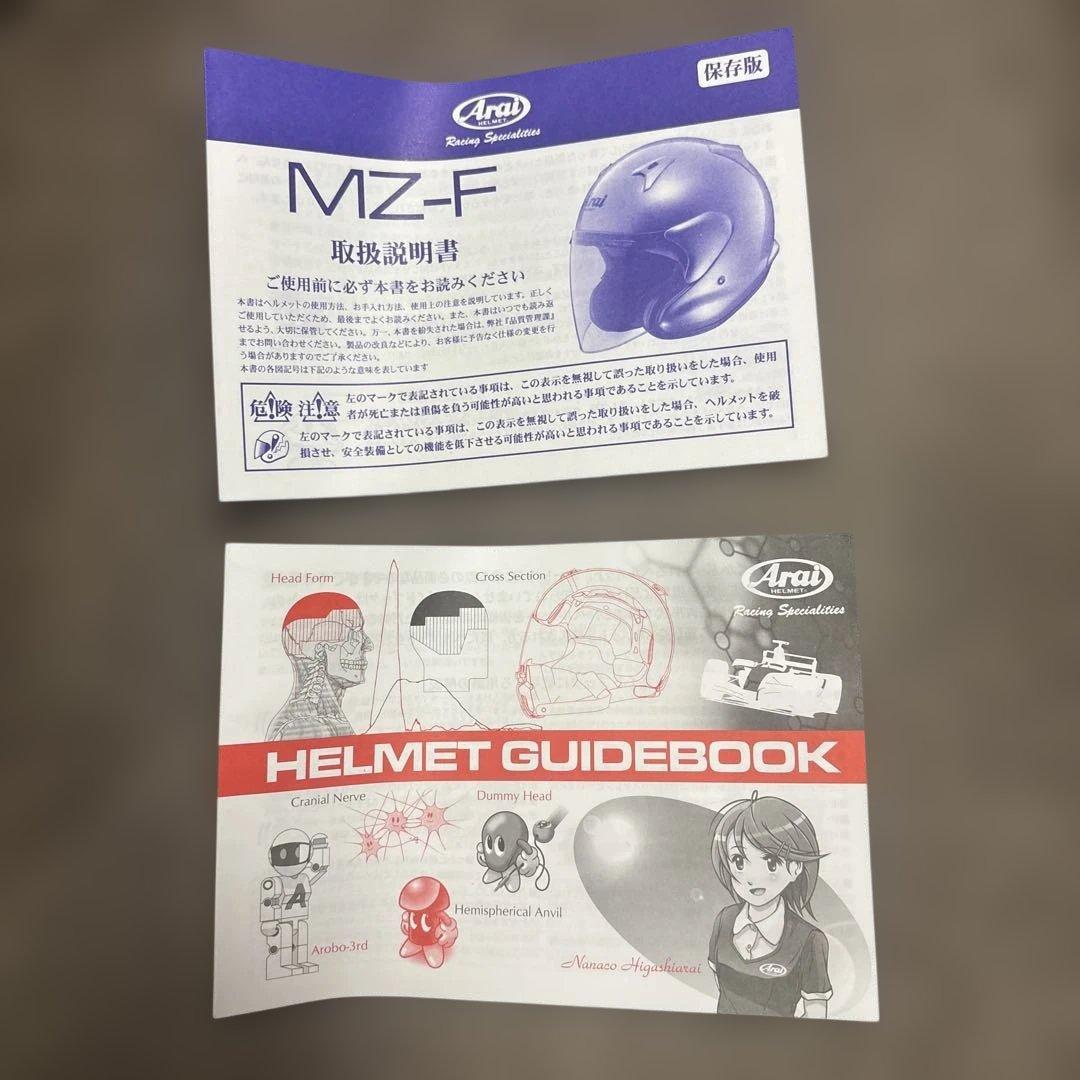 保存版
Arai
HELMET
Racing Specialities
MZ-F
Arai
取扱説明書
ご使用前に必ず本書をお読みください
本書はヘルメットの使用方法、お手入れ方法、使用上の注意を説明しています。正しく
ご使用していただくため、最後までよくお読みください。また、本書はいつでも読み返
せるよう、大切に保管してください。万一、本書を紛失された場合は、弊社『品質管理課』
までお問い合わせください。製品の改良などにより、お客様に予告なく仕様の変更を行
う場合がありますのでご了承ください。
本書の各図記号は下記のような意味を表しています
危!険 注!意
左のマークで表記されている事項は、この表示を無視して誤った取り扱いをした場合、使用
者が死亡または重傷を負う可能性が高いと思われる事項であることを示しています。
左のマークで表記されている事項は、この表示を無視して誤った取り扱いをした場合、ヘルメットを破
損させ、安全装備としての機能を低下させる可能性が高いと思われる事項であることを示しています。
Head Form
Cross Section
Arai
HELMET
Racing Specialities
HELMET GUIDEBOOK
Cranial Nerve
Dummy Head
A
Hemispherical Anvil
Arobo-3rd
Nanaco Higashiarai
Arai